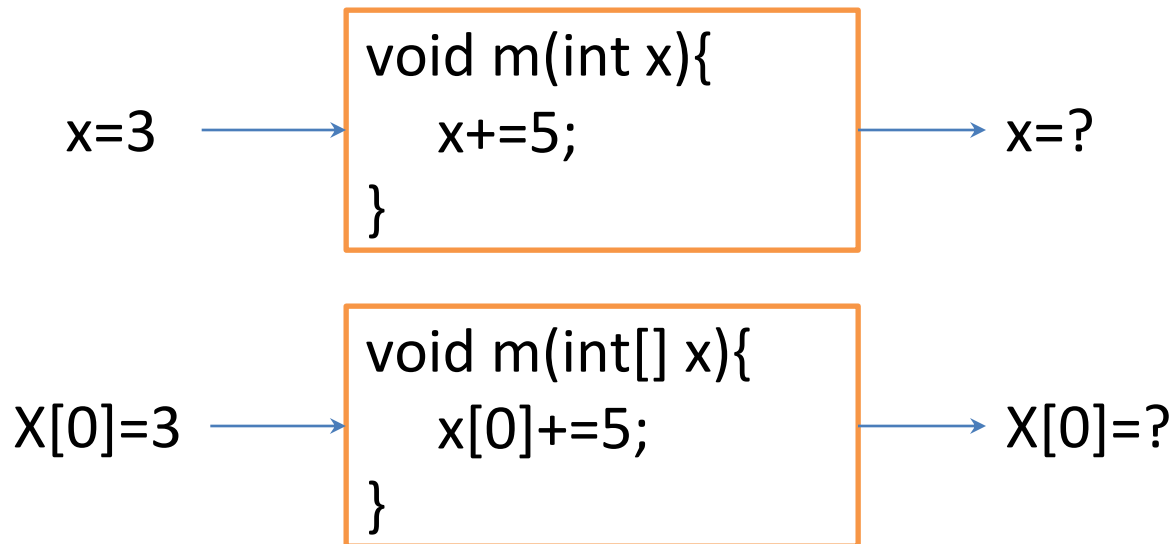 void m(int x){
x=3
x+=5;
x=?
}
void m(int[] x){
X[0]=3
x[0]+=5;
X[0]=?
}